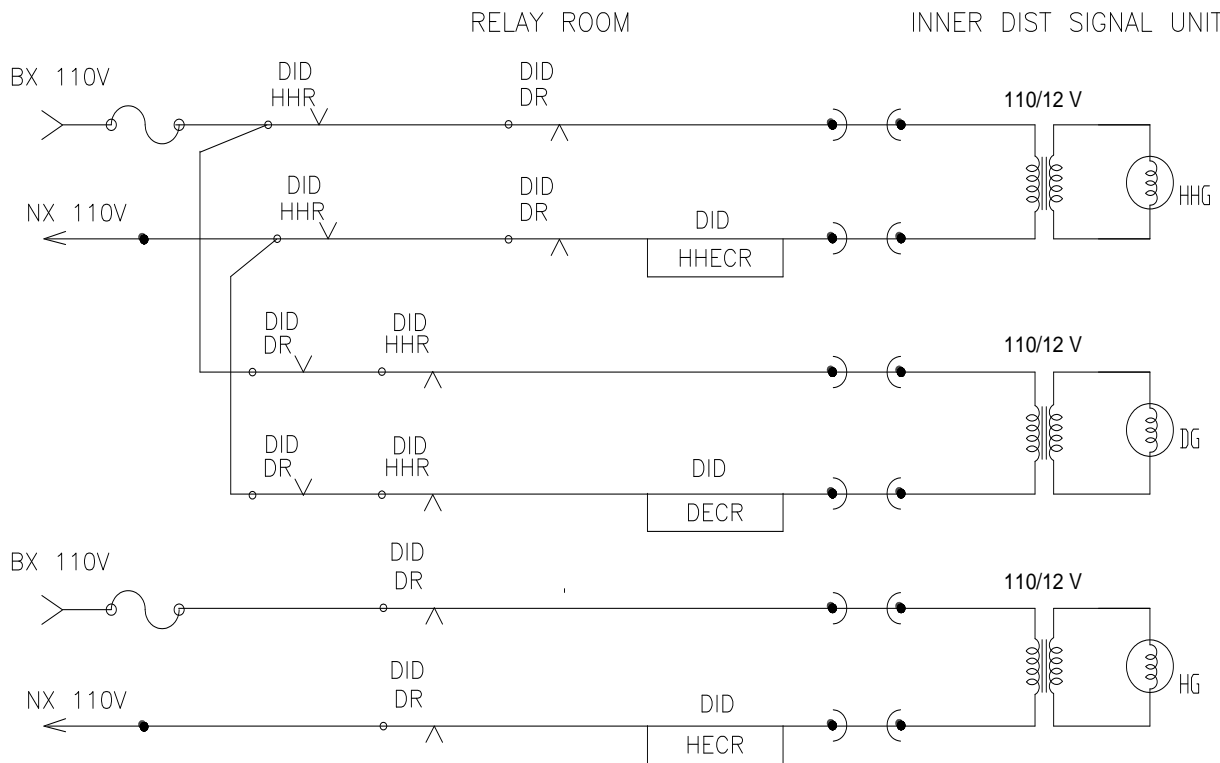 RELAY ROOM
INNER DIST SIGNAL UNIT
BX 110V
DID
HHR
DID
DR
110/12 V
HHG
NX 110V
DID
HHR
DID
DR
DID
HHECR
DID
DR
DID
HHR
110/12 V
DG
DID
DR
DID
HHR
DID
DECR
BX 110V
DID
DR
110/12 V
HG
NX 110V
DID
DR
DID
HECR